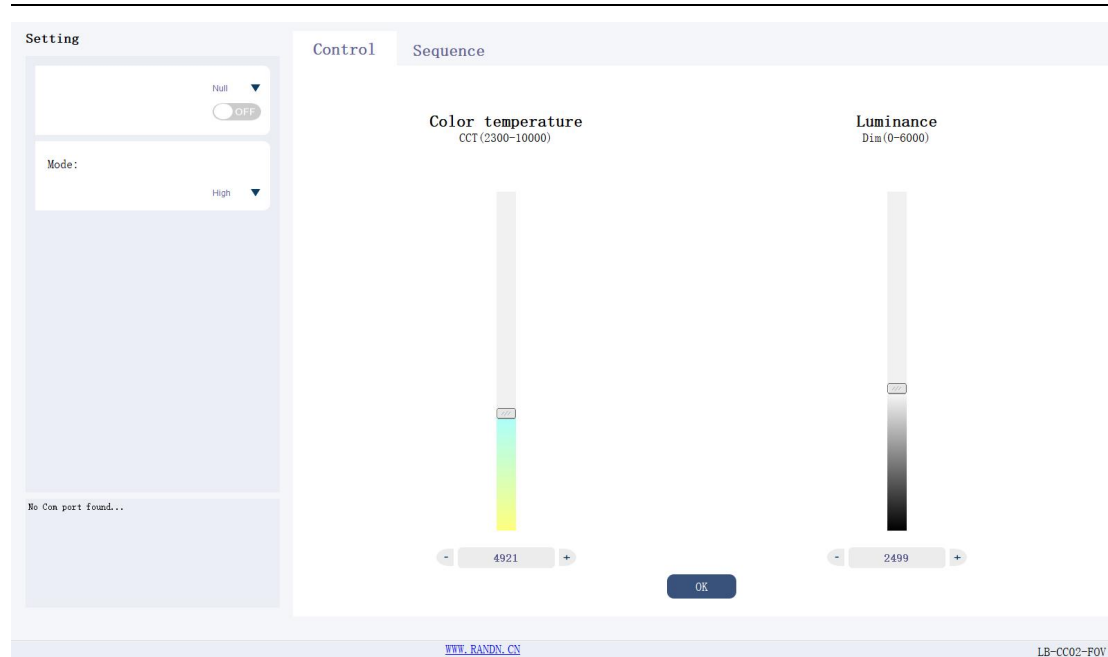 Setting
Control
Sequence
Null
OFF
Mode:
High
Color temperature
CCT(2300-10000)
Luminance
Dim(0-6000)
No Com port found...
- 4921 +
- 2499 +
OK
WWW.RANDN.CN
LB-CC02-FOV